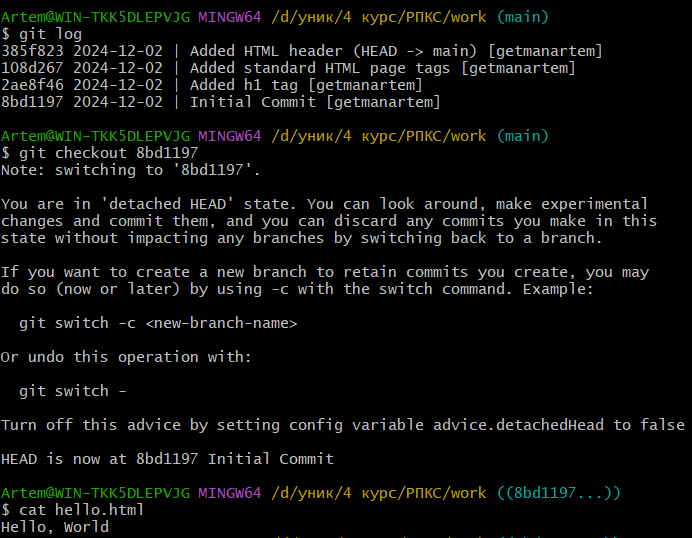 Artem@WIN-TKK5DLEPVJG MINGW64 /d/уник/4 курс/РПКС/work (main)
$ git log
385f823 2024-12-02 | Added HTML header (HEAD -> main) [getmanartem]
108d267 2024-12-02 | Added standard HTML page tags [getmanartem]
2ae8f46 2024-12-02 | Added h1 tag [getmanartem]
8bd1197 2024-12-02 | Initial Commit [getmanartem]
Artem@WIN-TKK5DLEPVJG MINGW64 /d/уник/4 курс/РПКС/work (main)
$ git checkout 8bd1197
Note: switching to '8bd1197'.
You are in 'detached HEAD' state. You can look around, make experimental
changes and commit them, and you can discard any commits you make in this
state without impacting any branches by switching back to a branch.
If you want to create a new branch to retain commits you create, you may
do so (now or later) by using -c with the switch command. Example:
git switch -c <new-branch-name>
Or undo this operation with:
git switch -
Turn off this advice by setting config variable advice.detachedHead to false
HEAD is now at 8bd1197 Initial Commit
Artem@WIN-TKK5DLEPVJG MINGW64 /d/уник/4 курс/РПКС/work ((8bd1197...))
$ cat hello.html
Hello, World